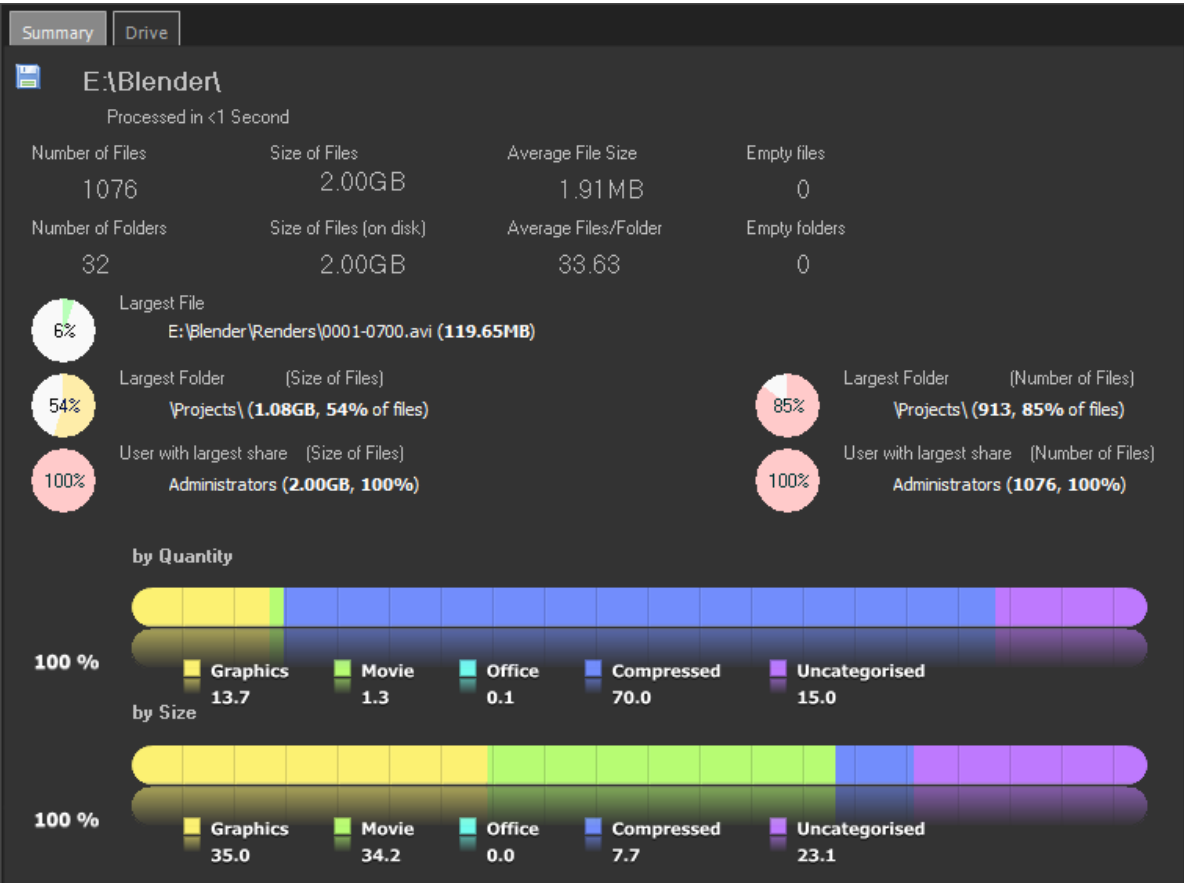 Summary Drive
E:\Blender\
Processed in <1 Second
Number of Files Size of Files Average File Size Empty files
1076 2.00GB 1.91MB 0
Number of Folders Size of Files (on disk) Average Files/Folder Empty folders
32 2.00GB 33.63 0
Largest File
6% E:\Blender\Renders\0001-0700.avi (119.65MB)
Largest Folder (Size of Files) Largest Folder (Number of Files)
54% \Projects\ (1.08GB, 54% of files) 85% \Projects\ (913, 85% of files)
User with largest share (Size of Files) User with largest share (Number of Files)
100% Administrators (2.00GB, 100%) 100% Administrators (1076, 100%)
by Quantity
100 % Graphics Movie Office Compressed Uncategorised
13.7 1.3 0.1 70.0 15.0
by Size
100 % Graphics Movie Office Compressed Uncategorised
35.0 34.2 0.0 7.7 23.1